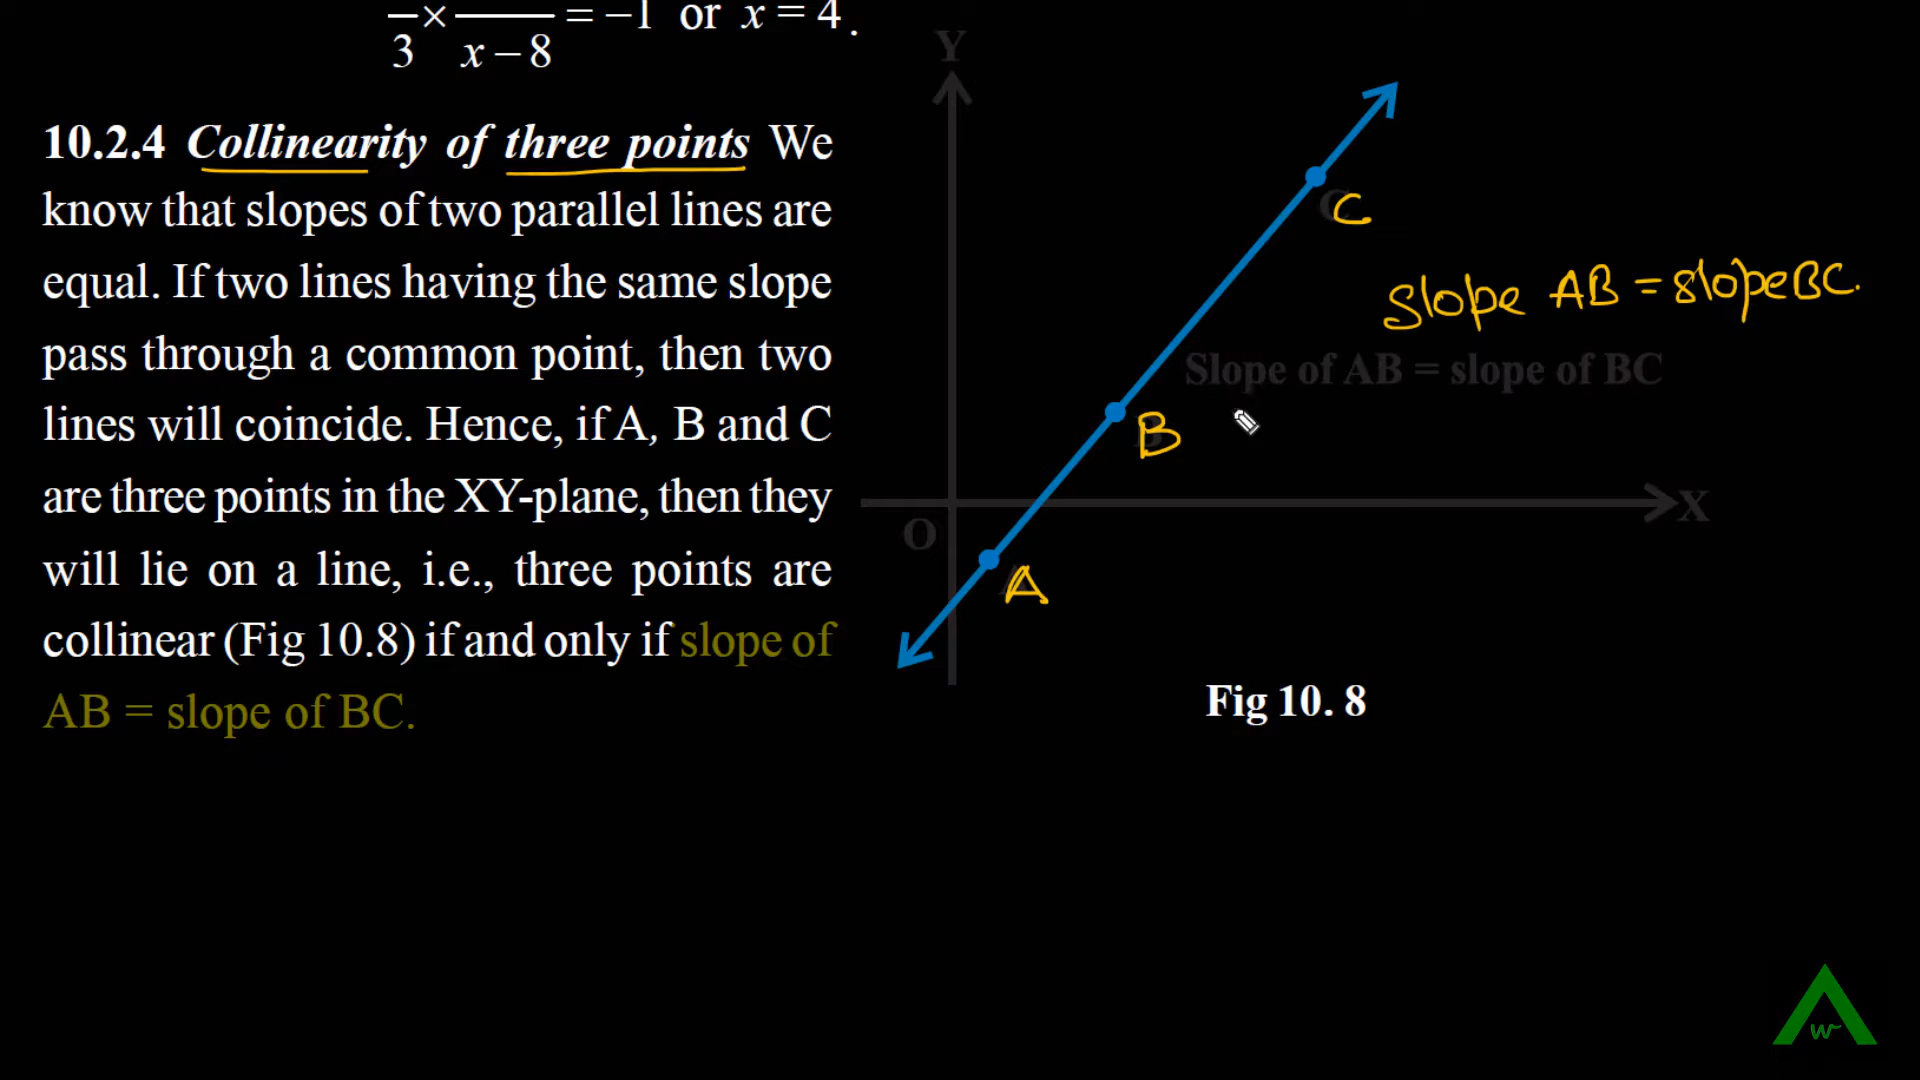 3 × x – 8 = –1 or x = 4 .
10.2.4 Collinearity of three points We
know that slopes of two parallel lines are
equal. If two lines having the same slope
pass through a common point, then two
lines will coincide. Hence, if A, B and C
are three points in the XY-plane, then they
will lie on a line, i.e., three points are
collinear (Fig 10.8) if and only if slope of
AB = slope of BC.
Y
C
C
Slope AB = slope BC.
Slope of AB = slope of BC
B
B
X
O
A
A
Fig 10. 8
w